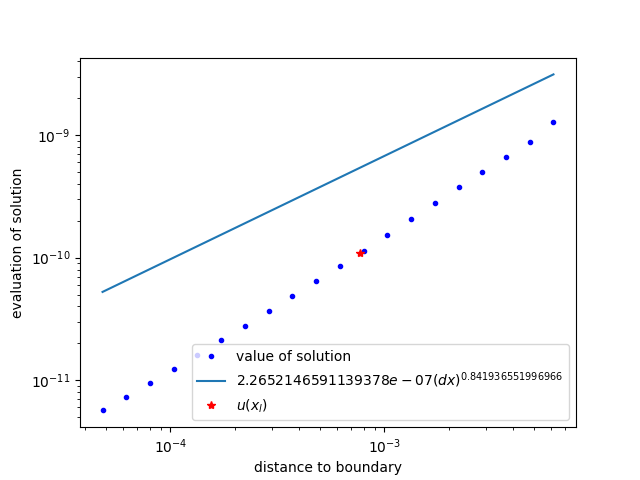 10⁻⁹
10⁻¹⁰
10⁻¹¹
evaluation of solution
value of solution
2.2652146591139378e − 07(dx)^0.841936551996966
u(x_I)
10⁻⁴
10⁻³
distance to boundary